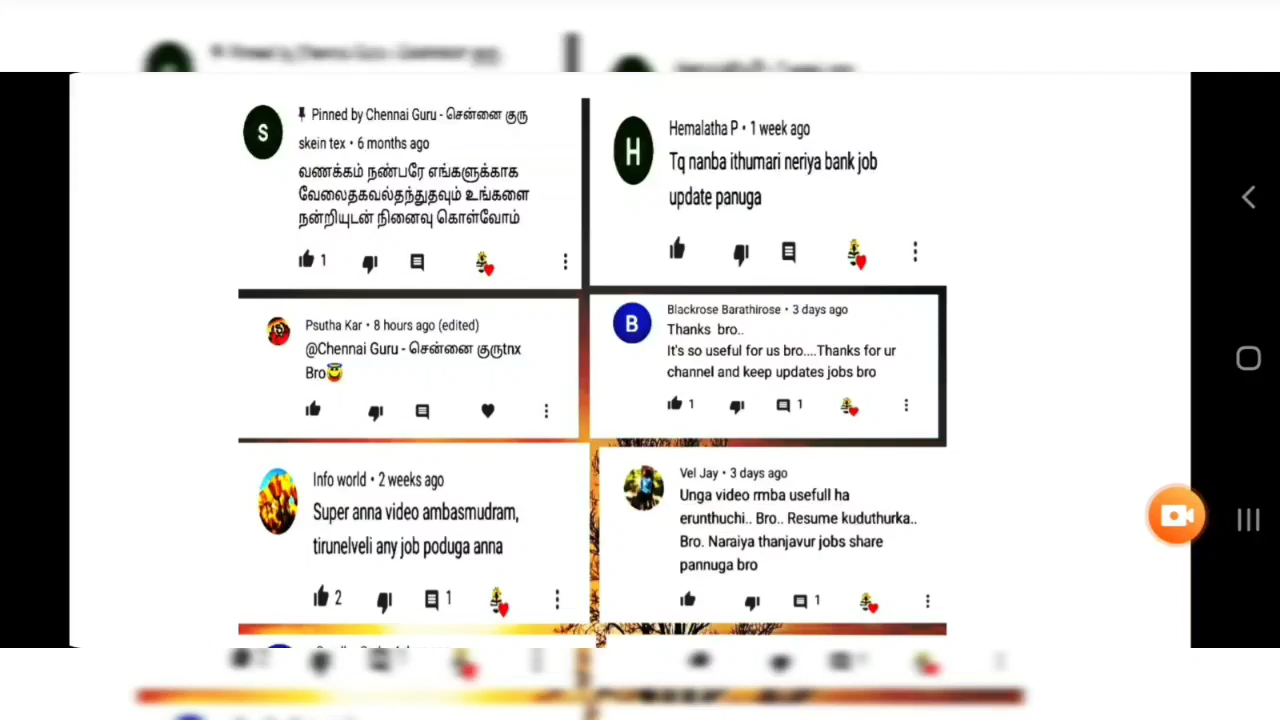 Pinned by Chennai Guru - சென்னை குரு
skein tex • 6 months ago
வணக்கம் நண்பரே எங்களுக்காக
வேலைதகவல்தந்துதவும் உங்களை
நன்றியுடன் நினைவு கொள்வோம்
1
Hemalatha P • 1 week ago
Tq nanba ithumari neriya bank job
update panuga
Psutha Kar • 8 hours ago (edited)
@Chennai Guru - சென்னை குருtnx
Bro
Blackrose Barathirose • 3 days ago
Thanks bro..
It's so useful for us bro....Thanks for ur
channel and keep updates jobs bro
1 1
Info world • 2 weeks ago
Super anna video ambasmudram,
tirunelveli any job poduga anna
2 1
Vel Jay • 3 days ago
Unga video rmba usefull ha
erunthuchi.. Bro.. Resume kuduthurka..
Bro. Naraiya thanjavur jobs share
pannuga bro
1
S
H
B